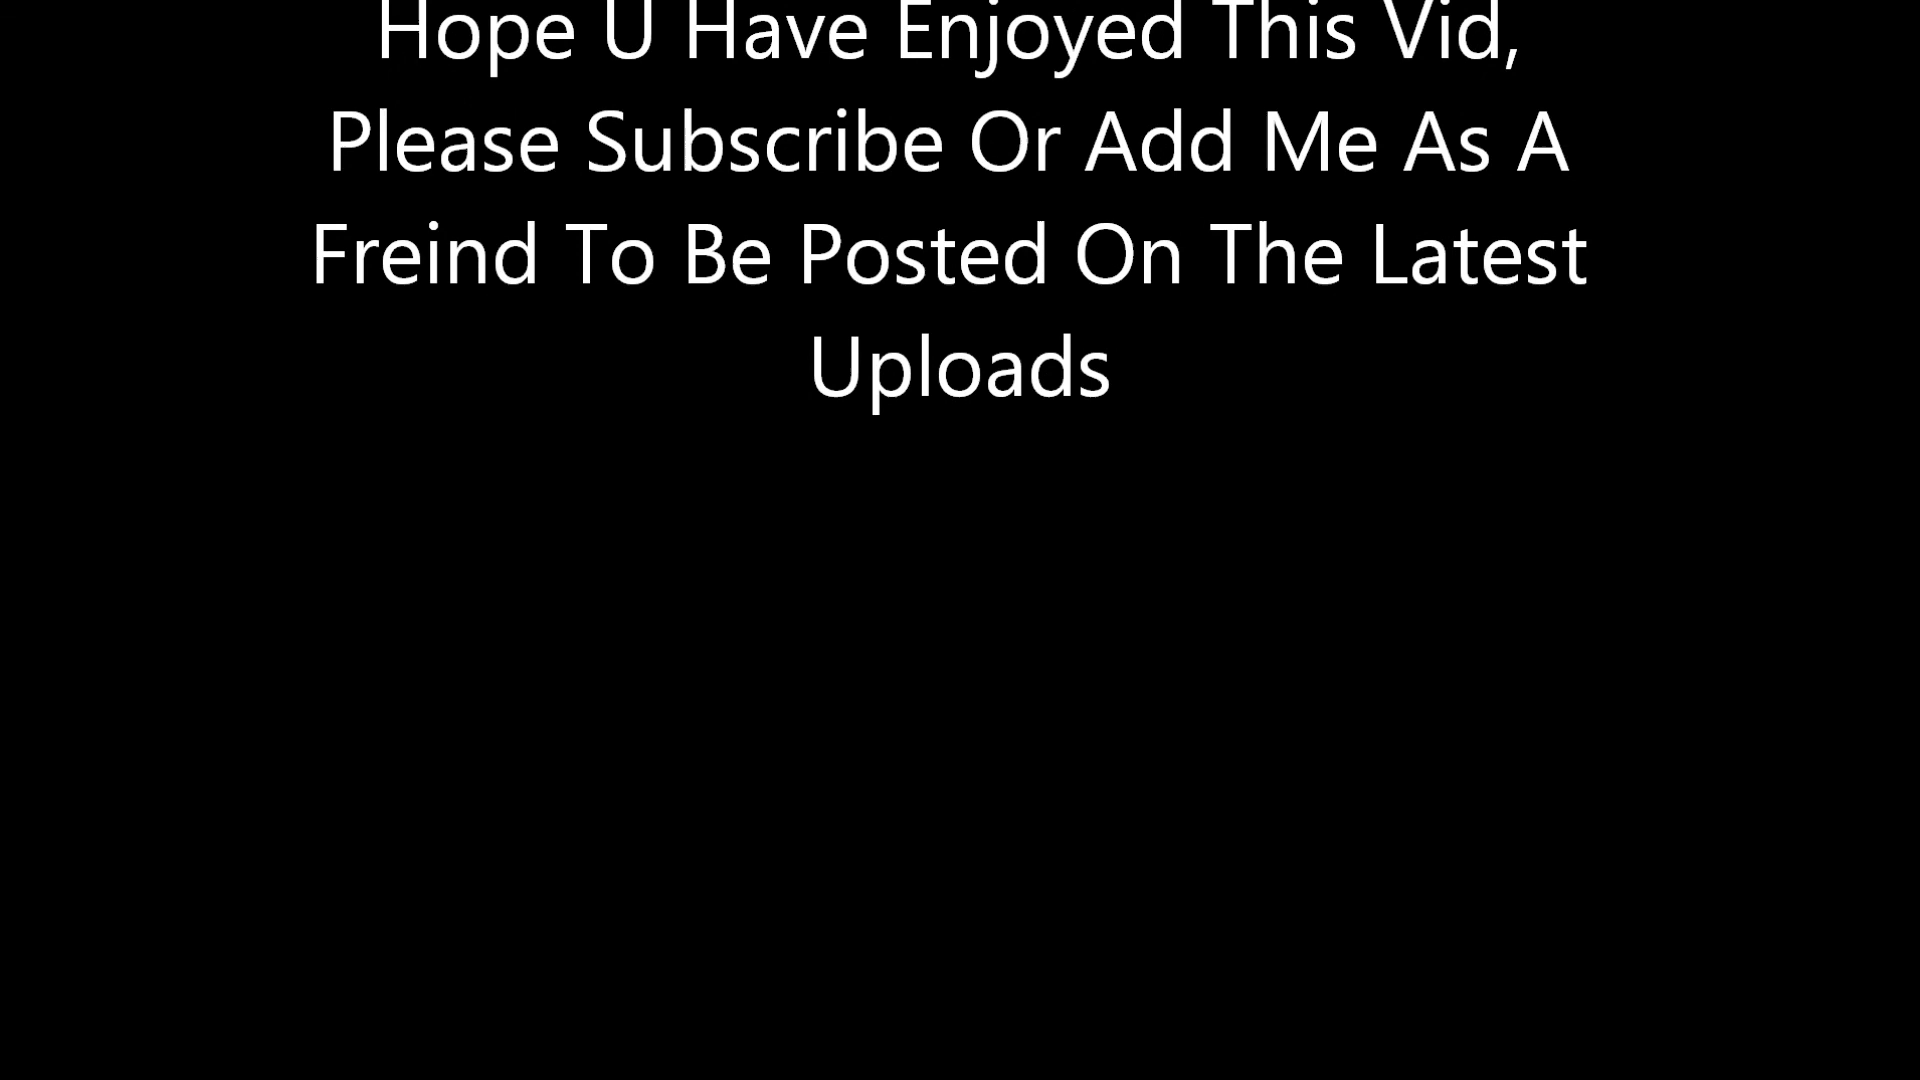 Hope U Have Enjoyed This Vid,
Please Subscribe Or Add Me As A
Freind To Be Posted On The Latest
Uploads